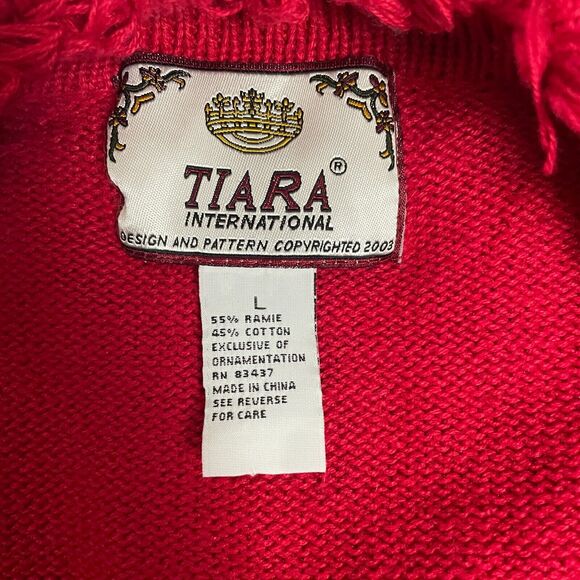 TIARA ®
INTERNATIONAL
DESIGN AND PATTERN COPYRIGHTED 2003
L
55% RAMIE
45% COTTON
EXCLUSIVE OF
ORNAMENTATION
RN 83437
MADE IN CHINA
SEE REVERSE
FOR CARE